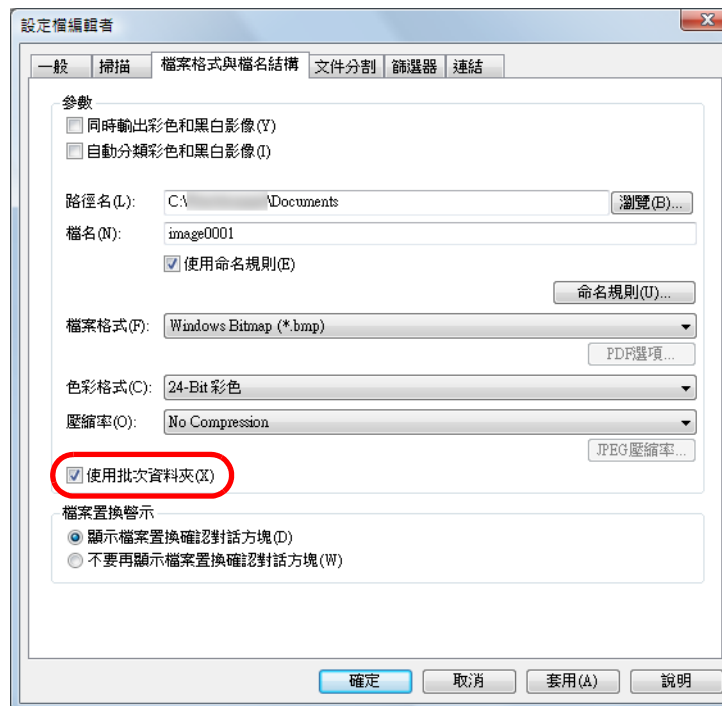 設定檔編輯者
一般 掃描 檔案格式與檔名結構 文件分割 篩選器 連結
參數
同時輸出彩色和黑白影像(Y)
自動分類彩色和黑白影像(I)
路徑名(L): C:\ \Documents 瀏覽(B)...
檔名(N): image0001
使用命名規則(E)
命名規則(U)...
檔案格式(F): Windows Bitmap (*.bmp)
PDF選項...
色彩格式(C): 24-Bit 彩色
壓縮率(O): No Compression
JPEG壓縮率...
使用批次資料夾(X)
檔案置換警示
顯示檔案置換確認對話方塊(D)
不要再顯示檔案置換確認對話方塊(W)
確定 取消 套用(A) 說明